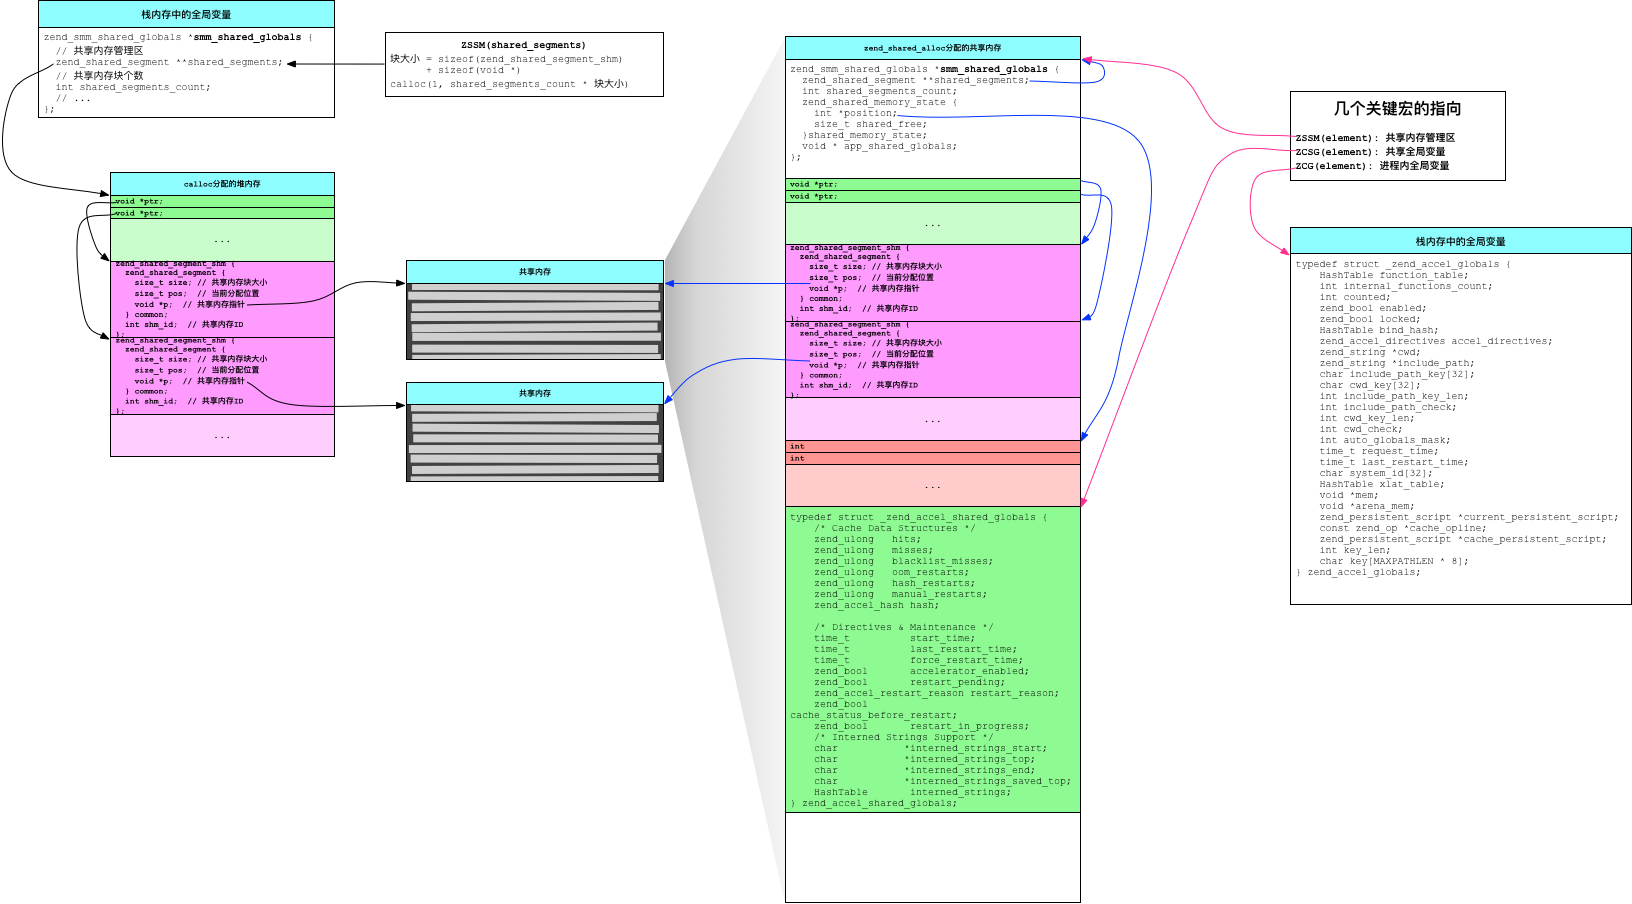 栈内存中的全局变量
zend_smm_shared_globals *smm_shared_globals {
// 共享内存管理区
zend_shared_segment **shared_segments;
// 共享内存块个数
int shared_segments_count;
// ...
};
ZSSM(shared_segments)
块大小 = sizeof(zend_shared_segment_shm)
+ sizeof(void *)
calloc(1, shared_segments_count * 块大小)
calloc分配的堆内存
void *ptr;
void *ptr;
...
zend_shared_segment_shm {
zend_shared_segment {
size_t size; // 共享内存块大小
size_t pos;  // 当前分配位置
void *p;  // 共享内存指针
} common;
int shm_id;  // 共享内存ID
};
zend_shared_segment_shm {
zend_shared_segment {
size_t size; // 共享内存块大小
size_t pos;  // 当前分配位置
void *p;  // 共享内存指针
} common;
int shm_id;  // 共享内存ID
};
...
共享内存
共享内存
zend_shared_alloc分配的共享内存
zend_smm_shared_globals *smm_shared_globals {
zend_shared_segment **shared_segments;
int shared_segments_count;
zend_shared_memory_state {
int *position;
size_t shared_free;
}shared_memory_state;
void * app_shared_globals;
};
void *ptr;
void *ptr;
...
zend_shared_segment_shm {
zend_shared_segment {
size_t size; // 共享内存块大小
size_t pos;  // 当前分配位置
void *p;  // 共享内存指针
} common;
int shm_id;  // 共享内存ID
};
zend_shared_segment_shm {
zend_shared_segment {
size_t size; // 共享内存块大小
size_t pos;  // 当前分配位置
void *p;  // 共享内存指针
} common;
int shm_id;  // 共享内存ID
};
...
int
int
...
typedef struct _zend_accel_shared_globals {
/* Cache Data Structures */
zend_ulong   hits;
zend_ulong   misses;
zend_ulong   blacklist_misses;
zend_ulong   oom_restarts;
zend_ulong   hash_restarts;
zend_ulong   manual_restarts;
zend_accel_hash hash;
/* Directives & Maintenance */
time_t          start_time;
time_t          last_restart_time;
time_t          force_restart_time;
zend_bool       accelerator_enabled;
zend_bool       restart_pending;
zend_accel_restart_reason restart_reason;
zend_bool
cache_status_before_restart;
zend_bool       restart_in_progress;
/* Interned Strings Support */
char           *interned_strings_start;
char           *interned_strings_top;
char           *interned_strings_end;
char           *interned_strings_saved_top;
HashTable       interned_strings;
} zend_accel_shared_globals;
几个关键宏的指向
ZSSM(element): 共享内存管理区
ZCSG(element): 共享全局变量
ZCG(element): 进程内全局变量
栈内存中的全局变量
typedef struct _zend_accel_globals {
HashTable function_table;
int internal_functions_count;
int counted;
zend_bool enabled;
zend_bool locked;
HashTable bind_hash;
zend_accel_directives accel_directives;
zend_string *cwd;
zend_string *include_path;
char include_path_key[32];
char cwd_key[32];
int include_path_key_len;
int include_path_check;
int cwd_key_len;
int cwd_check;
int auto_globals_mask;
time_t request_time;
time_t last_restart_time;
char system_id[32];
HashTable xlat_table;
void *mem;
void *arena_mem;
zend_persistent_script *current_persistent_script;
const zend_op *cache_opline;
zend_persistent_script *cache_persistent_script;
int key_len;
char key[MAXPATHLEN * 8];
} zend_accel_globals;